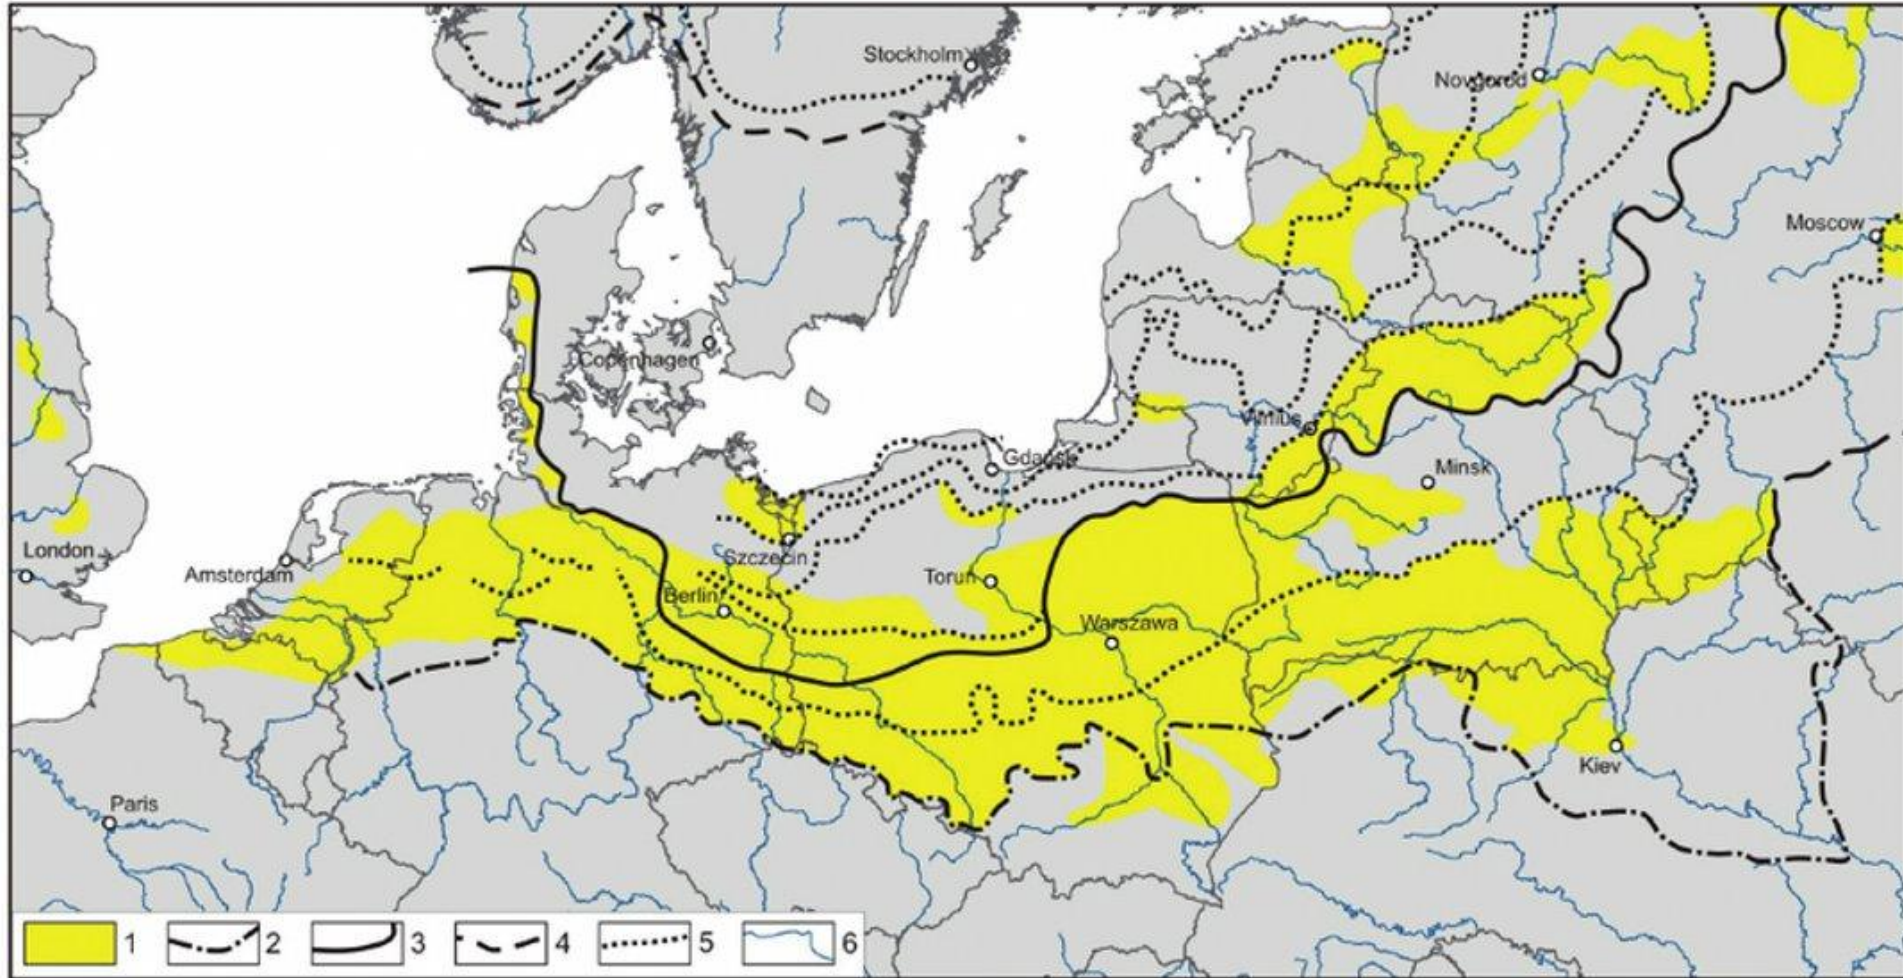 Stockholm
Novgorod
Moscow
Copenhagen
Vilnius
Gdańsk
Minsk
London
Amsterdam
Szczecin
Toruń
Berlin
Warszawa
Kiev
Paris
1 2 3 4 5 6